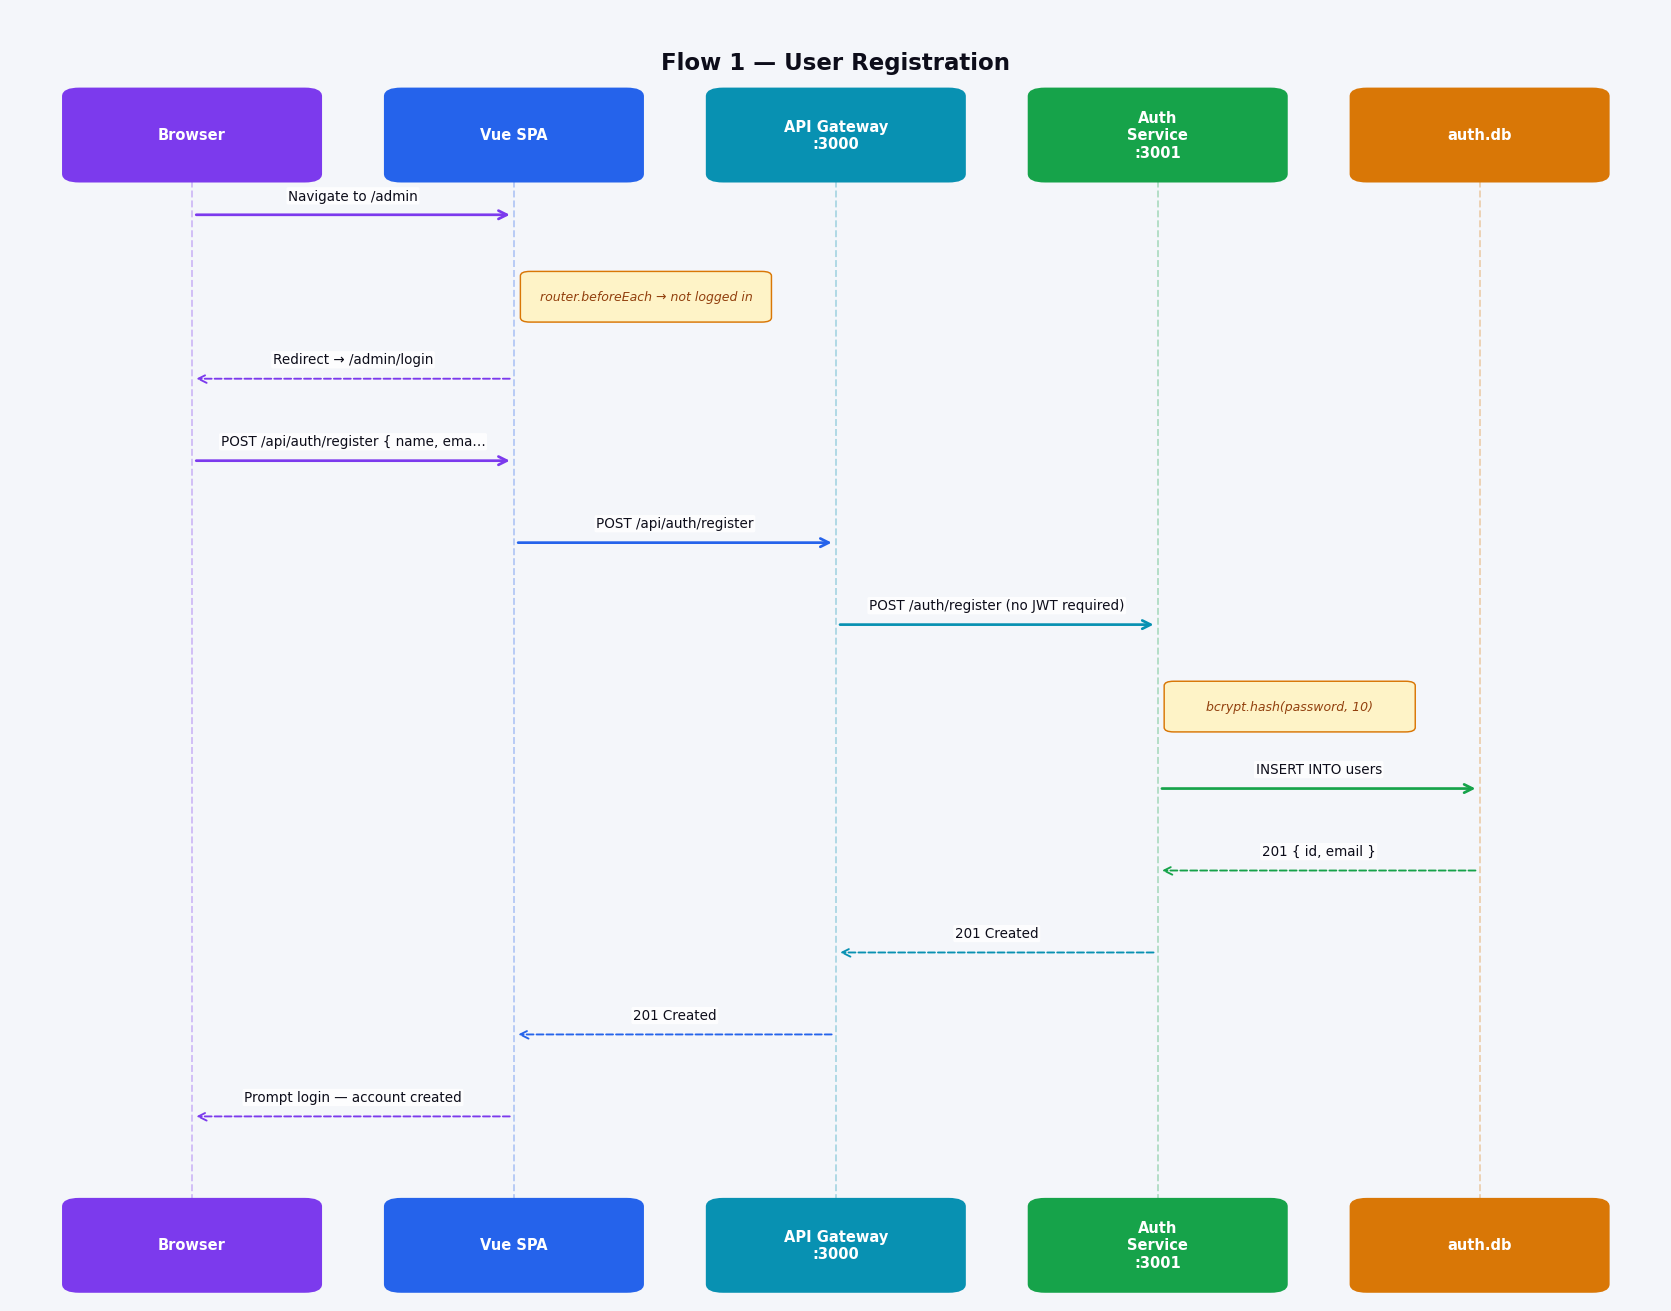 Flow 1 — User Registration
Browser
Vue SPA
API Gateway
:3000
Auth
Service
:3001
auth.db
Navigate to /admin
router.beforeEach → not logged in
Redirect → /admin/login
POST /api/auth/register { name, ema…
POST /api/auth/register
POST /auth/register (no JWT required)
bcrypt.hash(password, 10)
INSERT INTO users
201 { id, email }
201 Created
201 Created
Prompt login — account created
Browser
Vue SPA
API Gateway
:3000
Auth
Service
:3001
auth.db